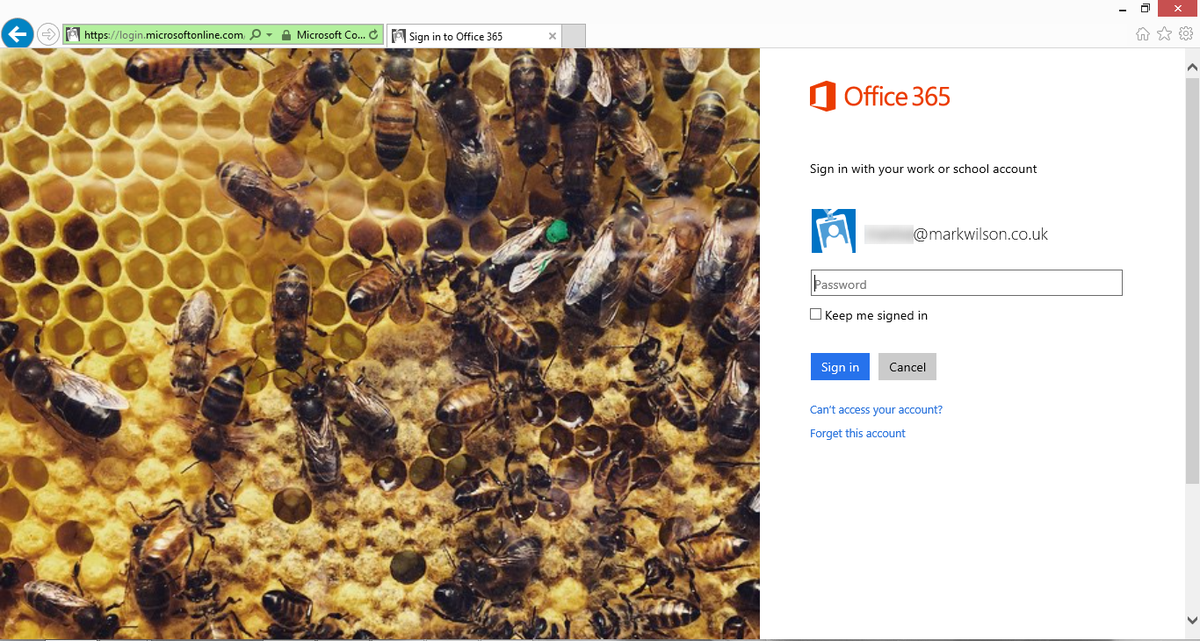 https://login.microsoftonline.com
Microsoft Co...
Sign in to Office 365
Office 365
Sign in with your work or school account
@markwilson.co.uk
Password
Keep me signed in
Sign in
Cancel
Can't access your account?
Forget this account